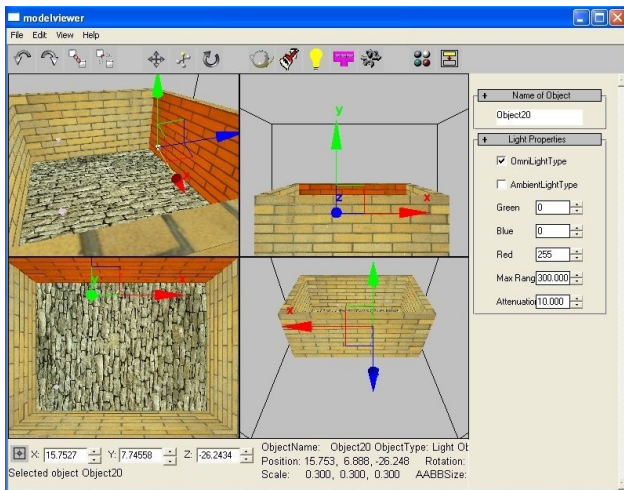 modelviewer
File Edit View Help
Name of Object
Object20
Light Properties
OmniLightType
AmbientLightType
Green 0
Blue 0
Red 255
Max Rang 300.000
Attenuation 10.000
y
x
z
y
x
x
X: 15.7527 Y: 7.74558 Z: -26.2434
Selected object Object20
ObjectName: Object20 ObjectType: Light Ob
Position: 15.753, 6.888, -26.248 Rotation:
Scale: 0.300, 0.300, 0.300 AABBSize: